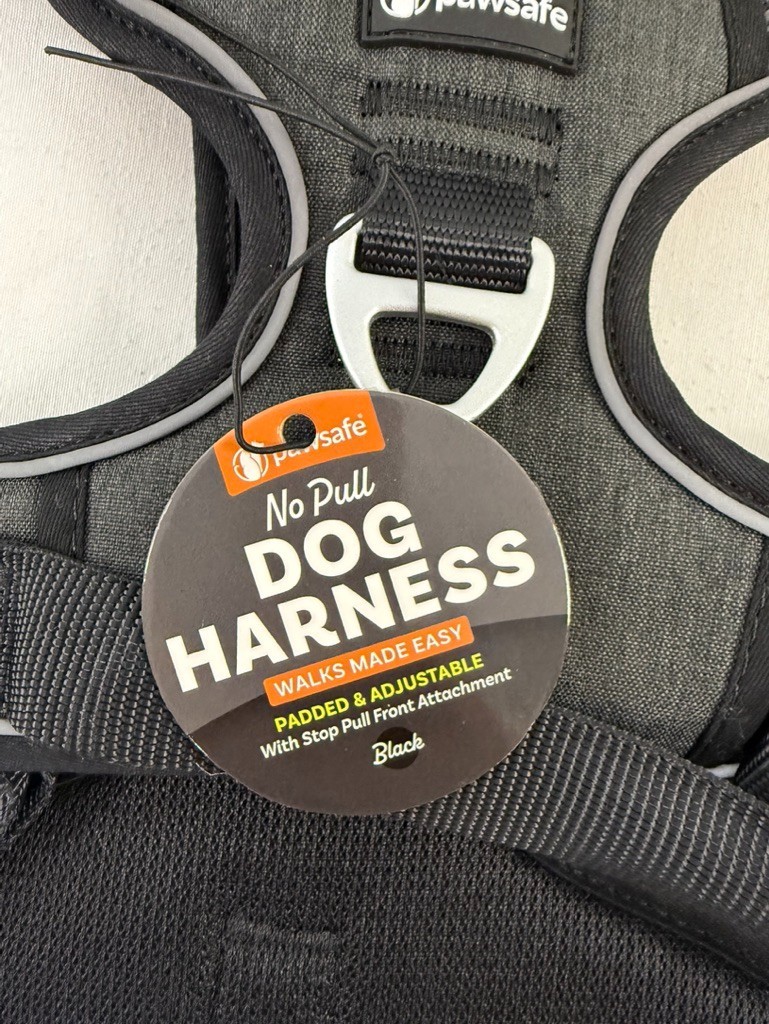 pawsafe
pawsafe®
No Pull
DOG
HARNESS
WALKS MADE EASY
PADDED & ADJUSTABLE
With Stop Pull Front Attachment
Black